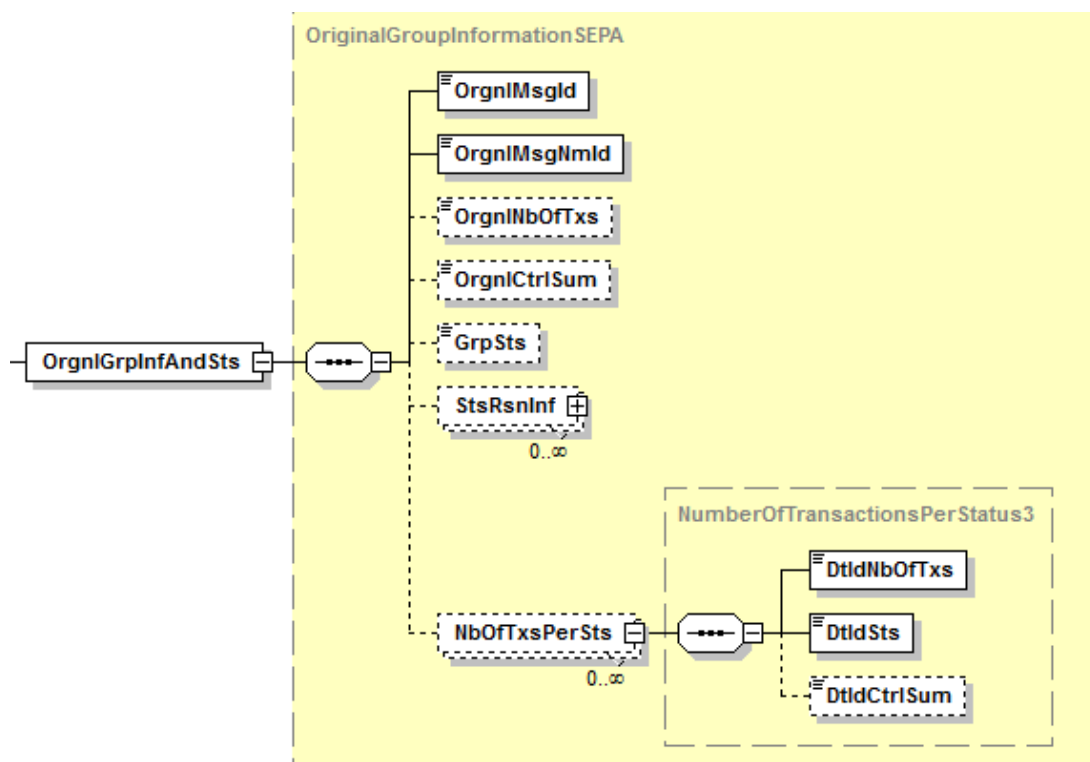 OriginalGroupInformationSEPA
OrgnlMsgId
OrgnlMsgNmId
OrgnlNbOfTxs
OrgnlCtrlSum
GrpSts
OrgnlGrpInfAndSts
StsRsnInf
0..∞
NumberOfTransactionsPerStatus3
DtldNbOfTxs
NbOfTxsPerSts
0..∞
DtldSts
DtldCtrlSum